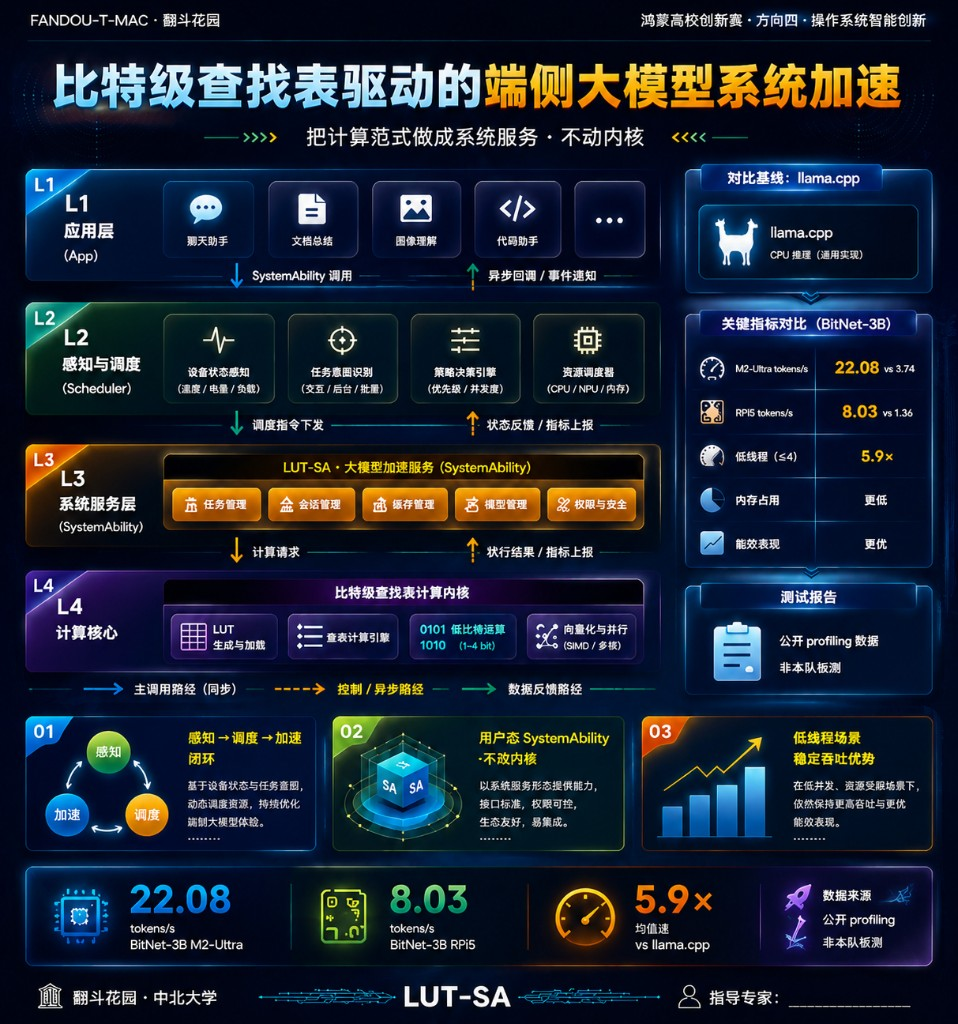 FANDOU-T-MAC · 翻斗花园
鸿蒙高校创新赛 · 方向四 · 操作系统智能创新
比特级查找表驱动的端侧大模型系统加速
>>>> 把计算范式做成系统服务 · 不动内核 <<<<
L1
L1
应用层
(App)
聊天助手
文档总结
图像理解
代码助手
...
SystemAbility 调用
异步回调 / 事件速知
L2
L2
感知与调度
(Scheduler)
设备状态感知
(速度 / 电量 / 负载)
任务意图识别
(交互 / 后台 / 批量)
策略决策引擎
(优先级 / 并发度)
资源调度器
(CPU / NPU / 内存)
调度指令下发
状态反馈 / 指标上报
L3
L3
系统服务层
(SystemAbility)
LUT-SA · 大模型加速服务 (SystemAbility)
任务管理
会话管理
缓存管理
模型管理
权限与安全
计算请求
状行结果 / 指标上报
L4
L4
计算核心
比特级查找表计算内核
LUT
生成与加载
查表计算引擎
0101 低比特运算
1010 (1~4 bit)
向量化与并行
(SIMD / 多核)
主调用路径（同步）
控制 / 异步路经
数据反馈路经
对比基线：llama.cpp
llama.cpp
CPU 推理（通用实现）
关键指标对比（BitNet-3B）
M2-Ultra tokens/s
22.08 vs 3.74
RPI5 tokens/s
8.03 vs 1.36
低线程（≤4）
5.9×
内存占用
更低
能效表现
更优
测试报告
公开 profiling 数据
非本队板测
01
感知
加速
调度
感知→调度→加速
闭环
基于设备状态与任务意图，
动态调度资源，持续优化
端侧大模型体验。
........
02
SA
SA
用户态 SystemAbility
·不改内核
以系统服务形态提供能力，
接口标准，权限可控，
生态友好，易集成。
........
03
低线程场景
稳定吞吐优势
在低并发、资源受限场景下，
依然保持更高吞吐与更优
能效表现。
........
22.08
tokens/s
BitNet-3B M2-Ultra
8.03
tokens/s
BitNet-3B RPi5
5.9×
均值速
vs llama.cpp
数据来源
公开 profiling
非本队板测
翻斗花园 · 中北大学
LUT-SA
指导专家：______________